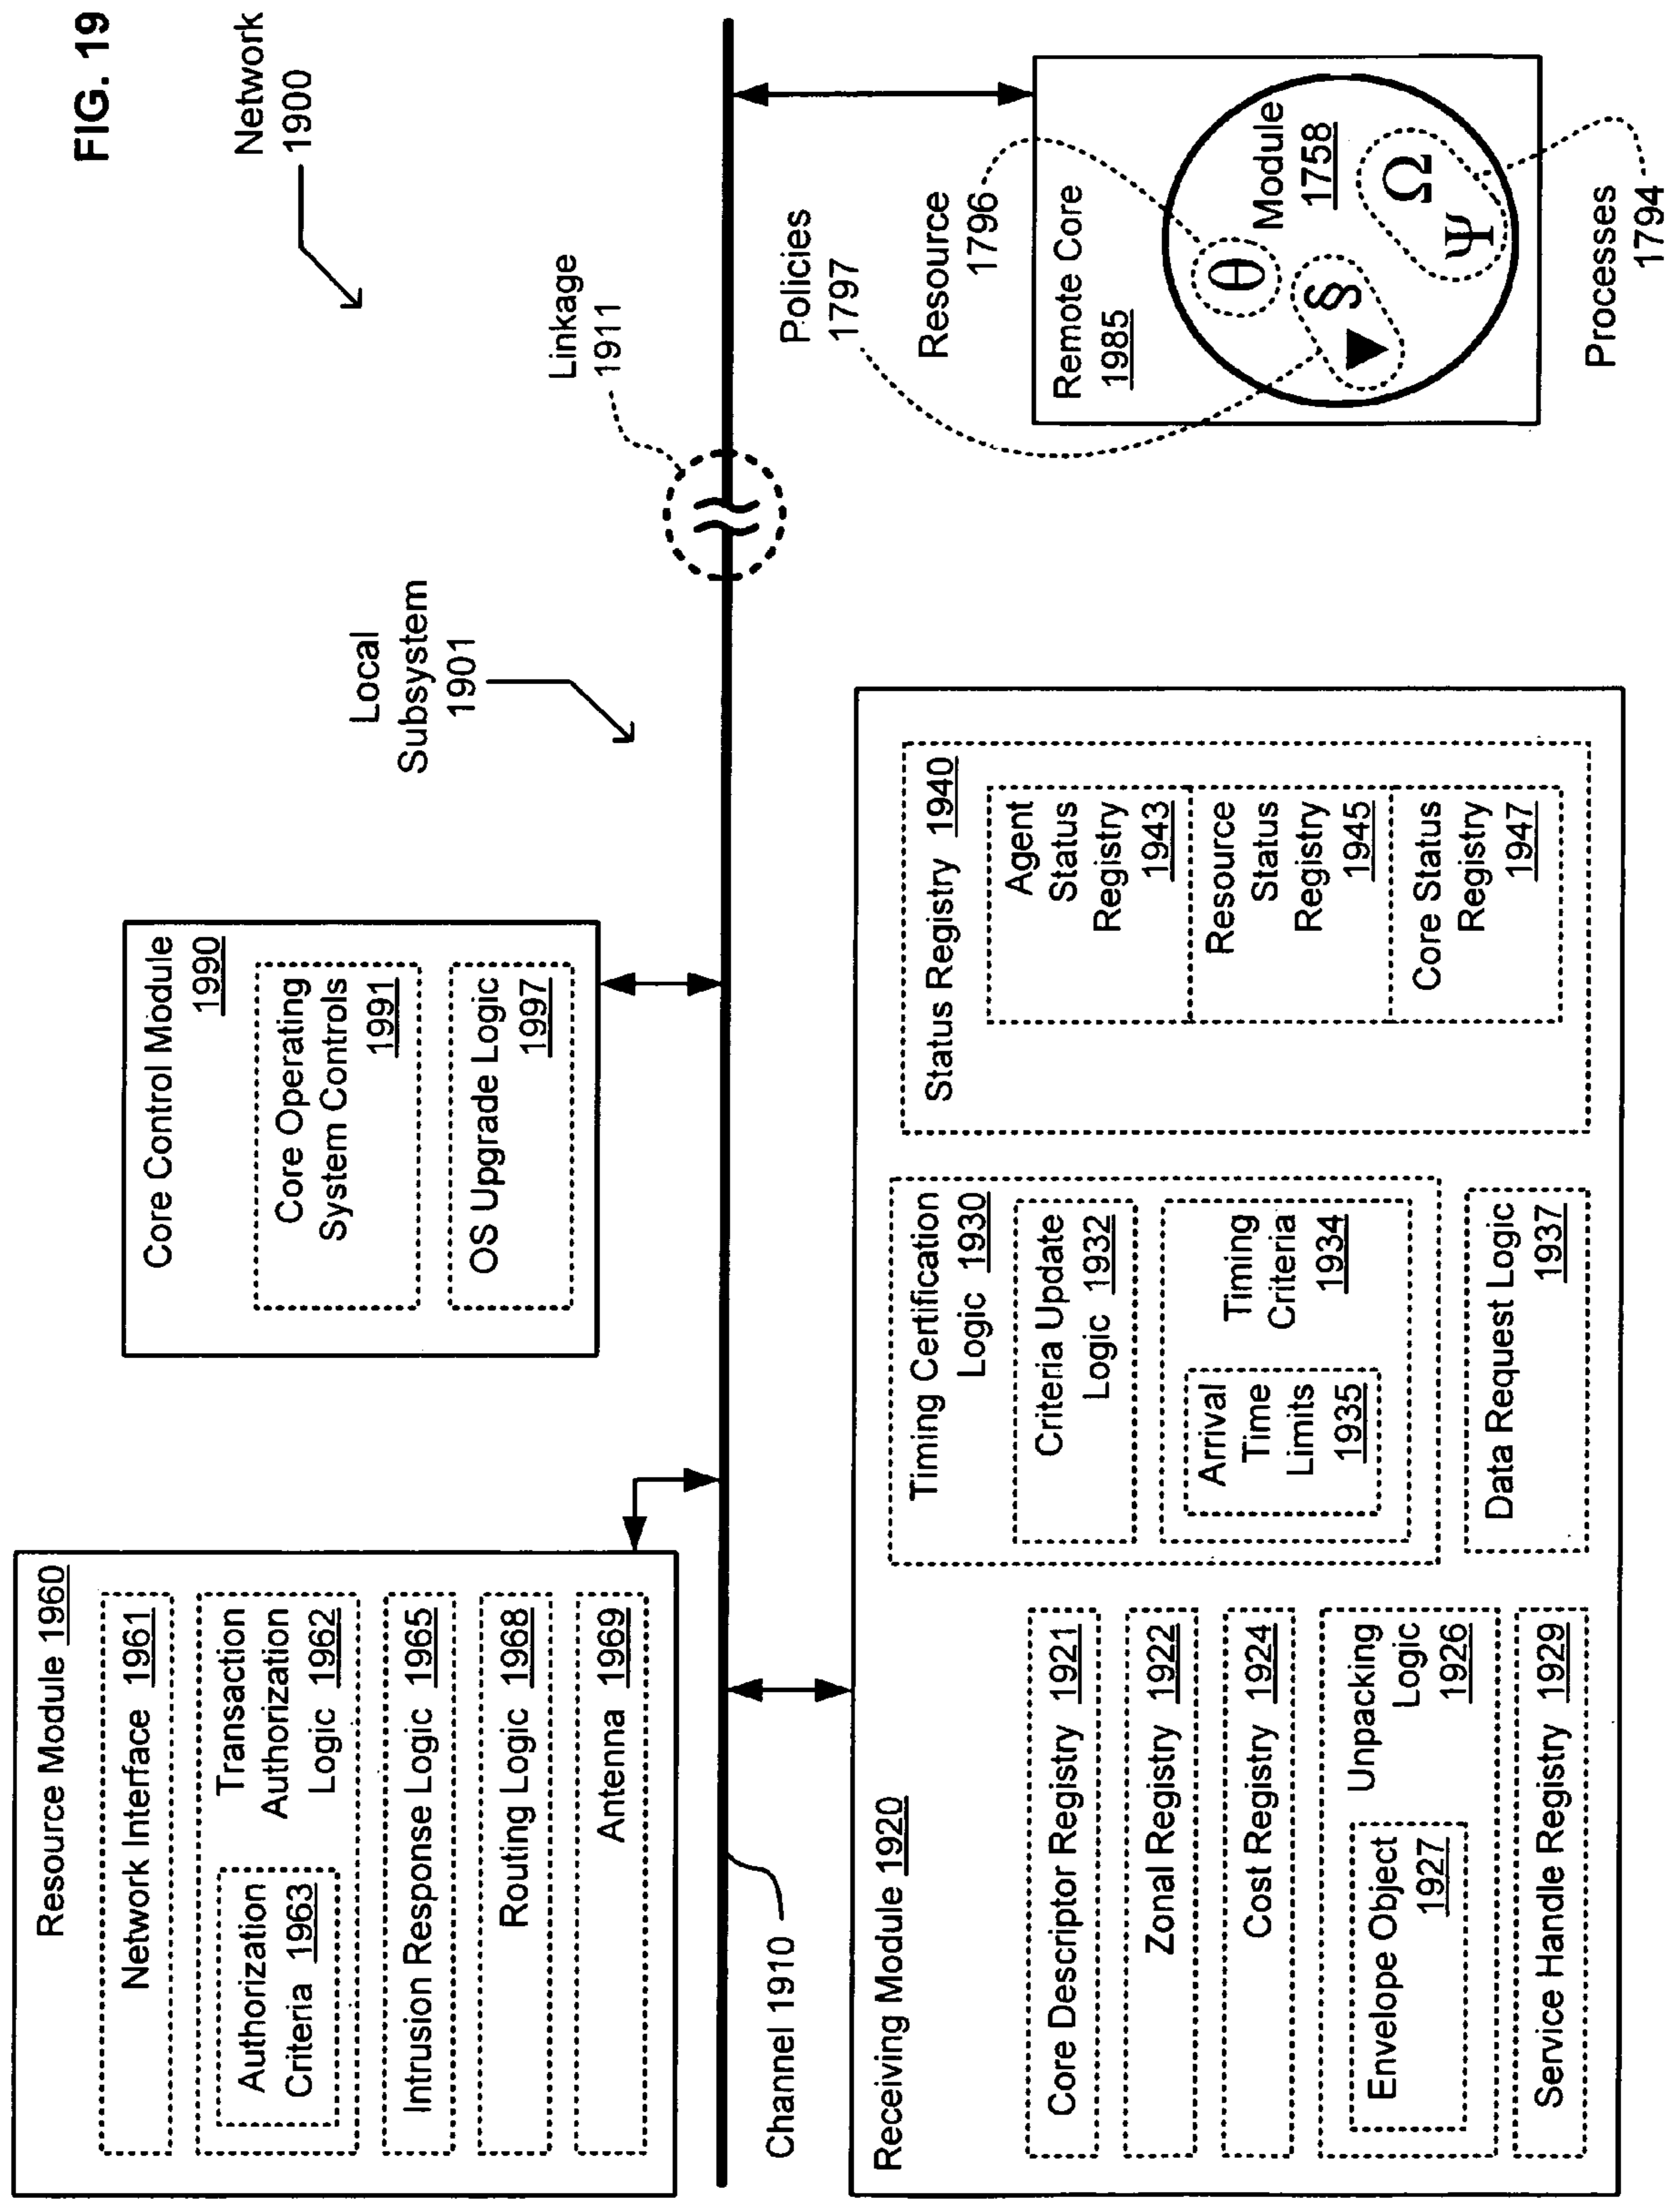 FIG. 19
Network
1900
Local
Subsystem
1901
Linkage
1911
Resource Module 1960
Network Interface 1961
Transaction
Authorization
Logic 1962
Authorization
Criteria 1963
Intrusion Response Logic 1965
Routing Logic 1968
Antenna 1969
Core Control Module
1990
Core Operating
System Controls
1991
OS Upgrade Logic
1997
Channel 1910
Receiving Module 1920
Core Descriptor Registry 1921
Zonal Registry 1922
Cost Registry 1924
Unpacking
Logic
1926
Envelope Object
1927
Service Handle Registry 1929
Timing Certification
Logic 1930
Criteria Update
Logic 1932
Timing
Criteria
1934
Arrival
Time
Limits
1935
Data Request Logic
1937
Status Registry 1940
Agent
Status
Registry
1943
Resource
Status
Registry
1945
Core Status
Registry
1947
Policies
1797
Resource
1796
Remote Core
1985
Module
1758
θ
§
Ψ Ω
Processes
1794